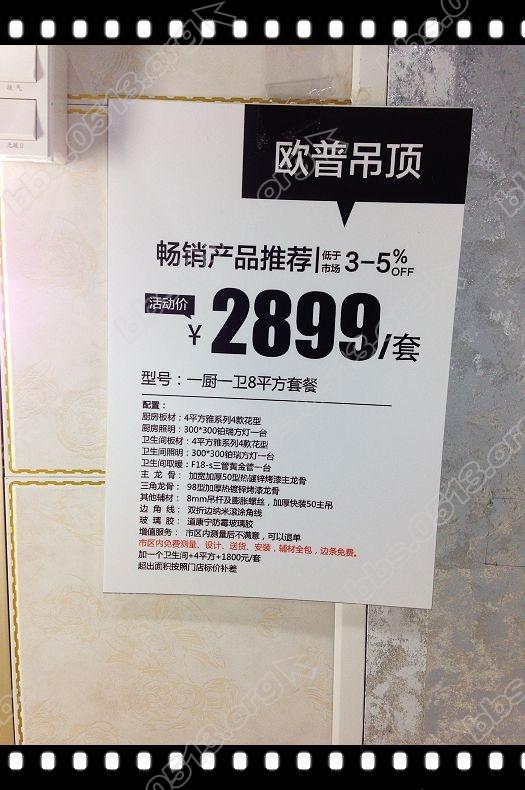 换气
光暖B
欧普吊顶
畅销产品推荐 | 低于市场 3-5% OFF
活动价
¥2899/套
型号：一厨一卫8平方套餐
配置：
厨房板材：4平方雅系列4款花型
厨房照明：300*300铂瑞方灯一台
卫生间板材：4平方雅系列4款花型
卫生间照明：300*300铂瑞方灯一台
卫生间取暖：F18-s三管黄金管一台
主 龙 骨：加宽加厚50型热镀锌烤漆主龙骨
三角龙骨：98型加厚热镀锌烤漆龙骨
其他辅材：8mm吊杆及膨胀螺丝，加厚快装50主吊
边 角 线：双折边纳米滚涂角线
玻 璃 胶：道康宁防霉玻璃胶
增值服务：市区内测量后不满意，可以退单
市区内免费测量、设计、送货、安装，辅材全包，边条免费。
加一个卫生间+4平方+1800元/套
超出面积按照门店标价补差
bbs.0513.org